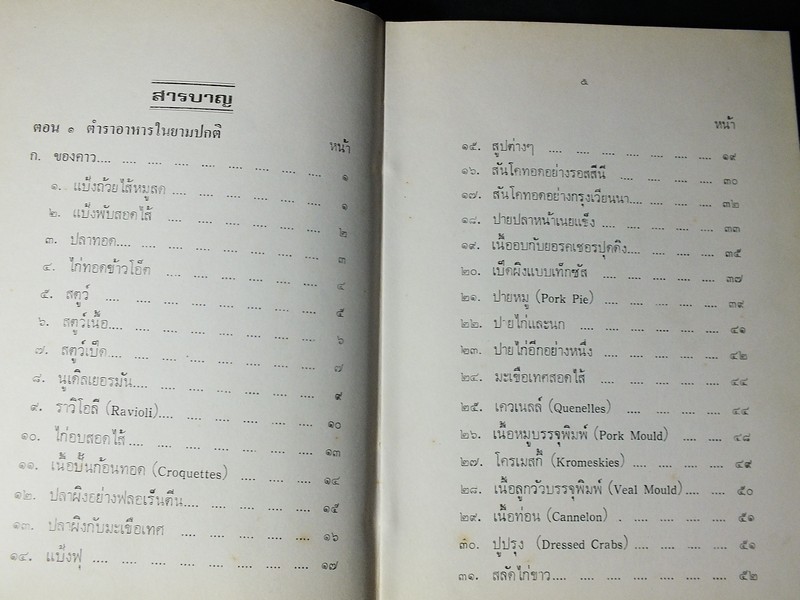 สารบาญ
ตอน ๑ ตำราอาหารในยามปกติ
หน้า
ก. ของคาว.... .... .... .... .... .... .... .... .... ๑
๑. แป้งถ้วยไส้หมูสด .... .... .... .... .... .... ๑
๒. แป้งพับสอดไส้ .... .... .... .... .... .... ๒
๓. ปลาทอด.... .... .... .... .... .... .... .... ๓
๔. ไก่ทอดข้าวโอ๊ต .... .... .... .... .... .... ๔
๕. สตูว์ .... .... .... .... .... .... .... .... ๕
๖. สตูว์เนื้อ.... .... .... .... .... .... .... .... ๖
๗. สตูว์เป็ด.... .... .... .... .... .... .... .... ๗
๘. นูเดิลเยอรมัน.... .... .... .... .... .... .... ๙
๙. ราวิโอลี (Ravioli).... .... .... .... .... .... ๑๐
๑๐. ไก่อบสอดไส้ .... .... .... .... .... .... .... ๑๓
๑๑. เนื้อปั้นก้อนทอด (Croquettes) .... .... .... .... ๑๔
๑๒. ปลาผิงอย่างฟลอเร็นตีน.... .... .... .... .... ๑๕
๑๓. ปลาผิงกับมะเขือเทศ .... .... .... .... .... ๑๖
๑๔. แป้งฟุ .... .... .... .... .... .... .... .... ๑๗
๕
หน้า
๑๕. สูปต่างๆ .... .... .... .... .... .... .... ๑๙
๑๖. สันโคทอดอย่างรอสสีนี .... .... .... .... .... ๓๐
๑๗. สันโคทอดอย่างกรุงเวียนนา.... .... .... .... ๓๒
๑๘. ปายปลาหน้าเนยแข็ง .... .... .... .... .... ๓๓
๑๙. เนื้ออบกับยอรคเชอรปุดดิง.... .... .... .... ๓๕
๒๐. เป็ดผิงแบบเท็กซัส .... .... .... .... .... ๓๗
๒๑. ปายหมู (Pork Pie) .... .... .... .... .... ๓๙
๒๒. ปายไก่และนก .... .... .... .... .... .... ๔๑
๒๓. ปายไก่อีกอย่างหนึ่ง .... .... .... .... .... ๔๒
๒๔. มะเขือเทศสอดไส้ .... .... .... .... .... ๔๔
๒๕. เควเนลล์ (Quenelles) .... .... .... .... ๔๔
๒๖. เนื้อหมูบรรจุพิมพ์ (Pork Mould) .... .... .... ๔๘
๒๗. โครเมสกี้ (Kromeskies) .... .... .... .... ๔๙
๒๘. เนื้อลูกวัวบรรจุพิมพ์ (Veal Mould).... .... ๕๐
๒๙. เนื้อท่อน (Cannelon) . .... .... .... .... ๕๑
๓๐. ปูปรุง (Dressed Crabs) .... .... .... .... ๕๑
๓๑. สลัดไก่ขาว.... .... .... .... .... .... .... ๕๒